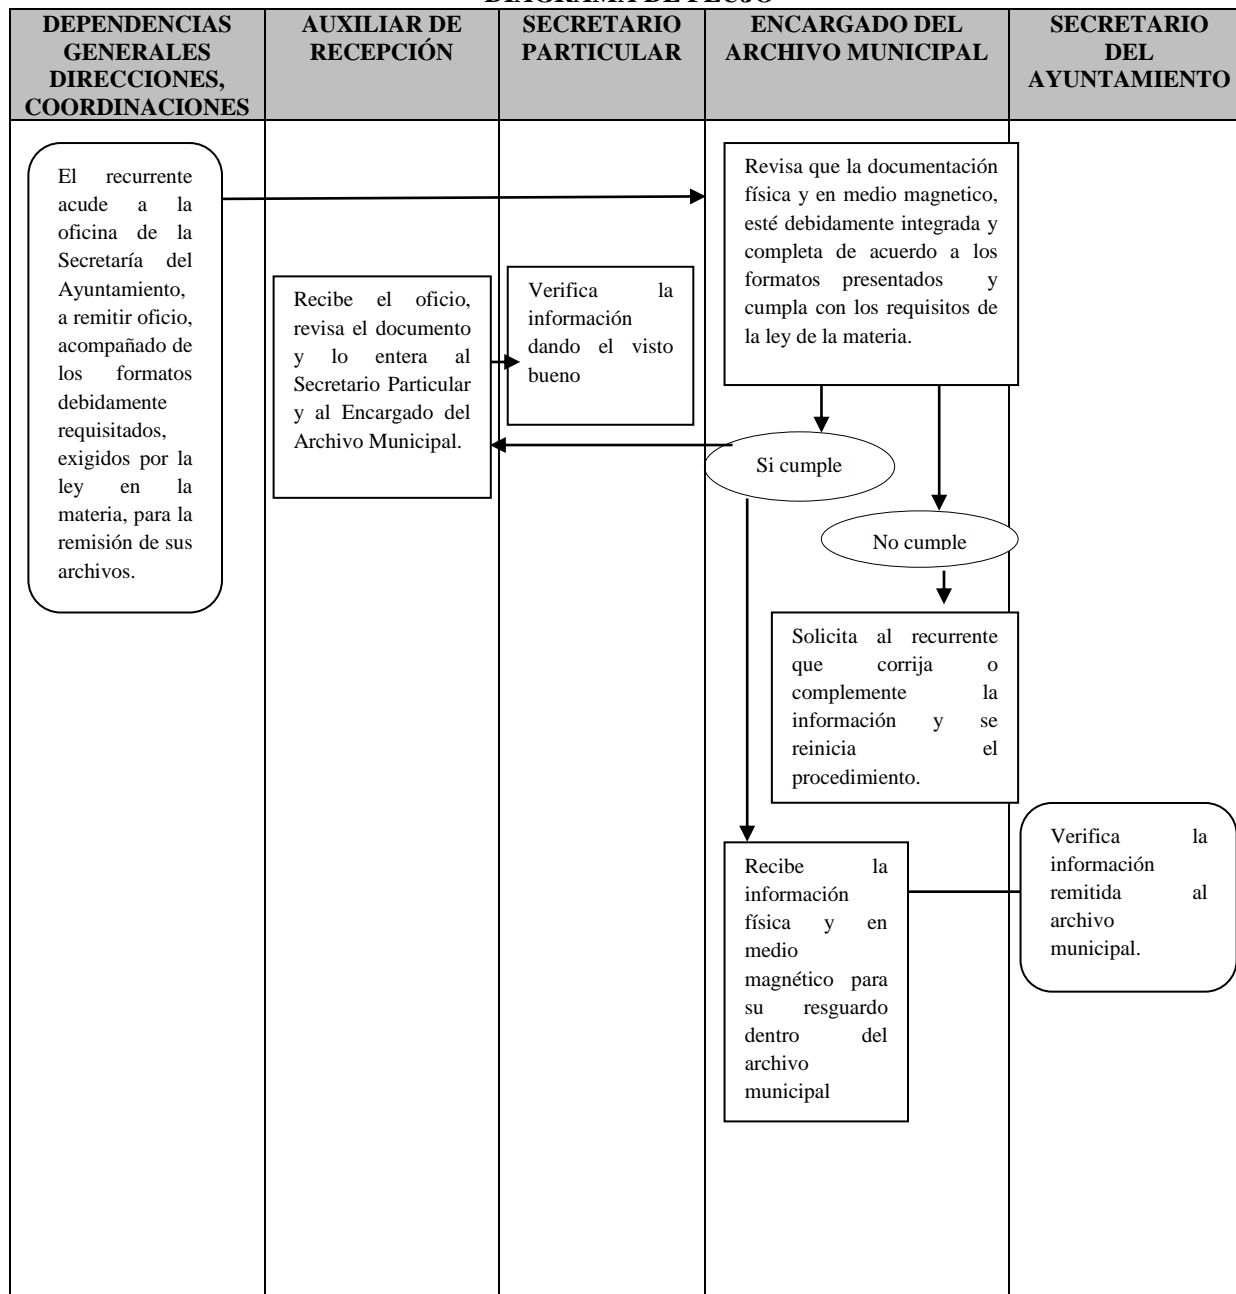 DIAGRAMA DE FLUJO
DEPENDENCIAS
GENERALES
DIRECCIONES,
COORDINACIONES
AUXILIAR DE
RECEPCIÓN
SECRETARIO
PARTICULAR
ENCARGADO DEL
ARCHIVO MUNICIPAL
SECRETARIO
DEL
AYUNTAMIENTO
El recurrente
acude a la
oficina de la
Secretaría del
Ayuntamiento,
a remitir oficio,
acompañado de
los formatos
debidamente
requisitados,
exigidos por la
ley en la
materia, para la
remisión de sus
archivos.
Recibe el oficio,
revisa el documento
y lo entera al
Secretario Particular
y al Encargado del
Archivo Municipal.
Verifica la
información
dando el visto
bueno
Revisa que la documentación
física y en medio magnetico,
esté debidamente integrada y
completa de acuerdo a los
formatos presentados y
cumpla con los requisitos de
la ley de la materia.
Si cumple
No cumple
Solicita al recurrente
que corrija o
complemente la
información y se
reinicia el
procedimiento.
Recibe la
información
física y en
medio
magnético para
su resguardo
dentro del
archivo
municipal
Verifica la
información
remitida al
archivo
municipal.